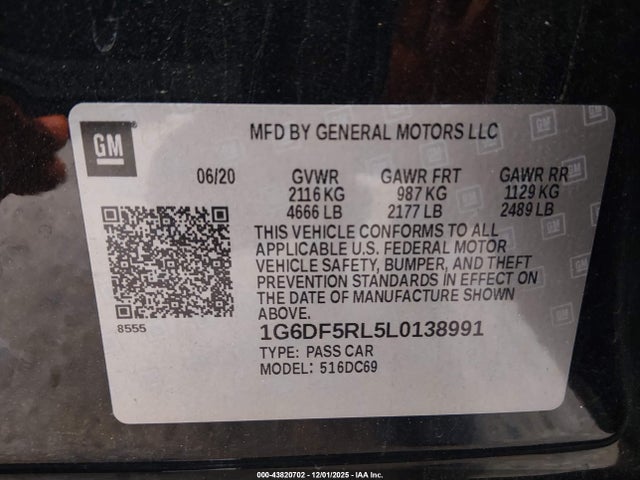 GM
MFD BY GENERAL MOTORS LLC
06/20 GVWR GAWR FRT GAWR RR
2116 KG 987 KG 1129 KG
4666 LB 2177 LB 2489 LB
THIS VEHICLE CONFORMS TO ALL
APPLICABLE U.S. FEDERAL MOTOR
VEHICLE SAFETY, BUMPER, AND THEFT
PREVENTION STANDARDS IN EFFECT ON
THE DATE OF MANUFACTURE SHOWN
ABOVE.
8555
1G6DF5RL5L0138991
TYPE: PASS CAR
MODEL: 516DC69
000-43820702 - 12/01/2025 - IAA Inc.